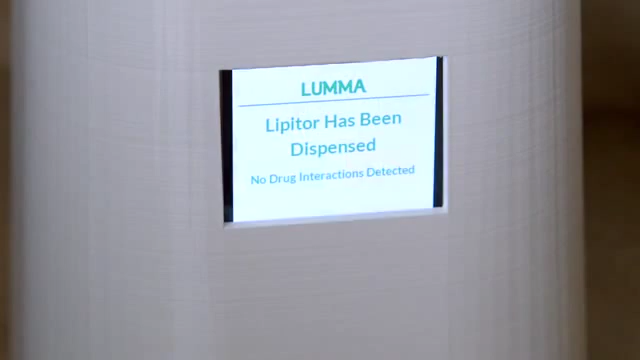 LUMMA
Lipitor Has Been
Dispensed
No Drug Interactions Detected